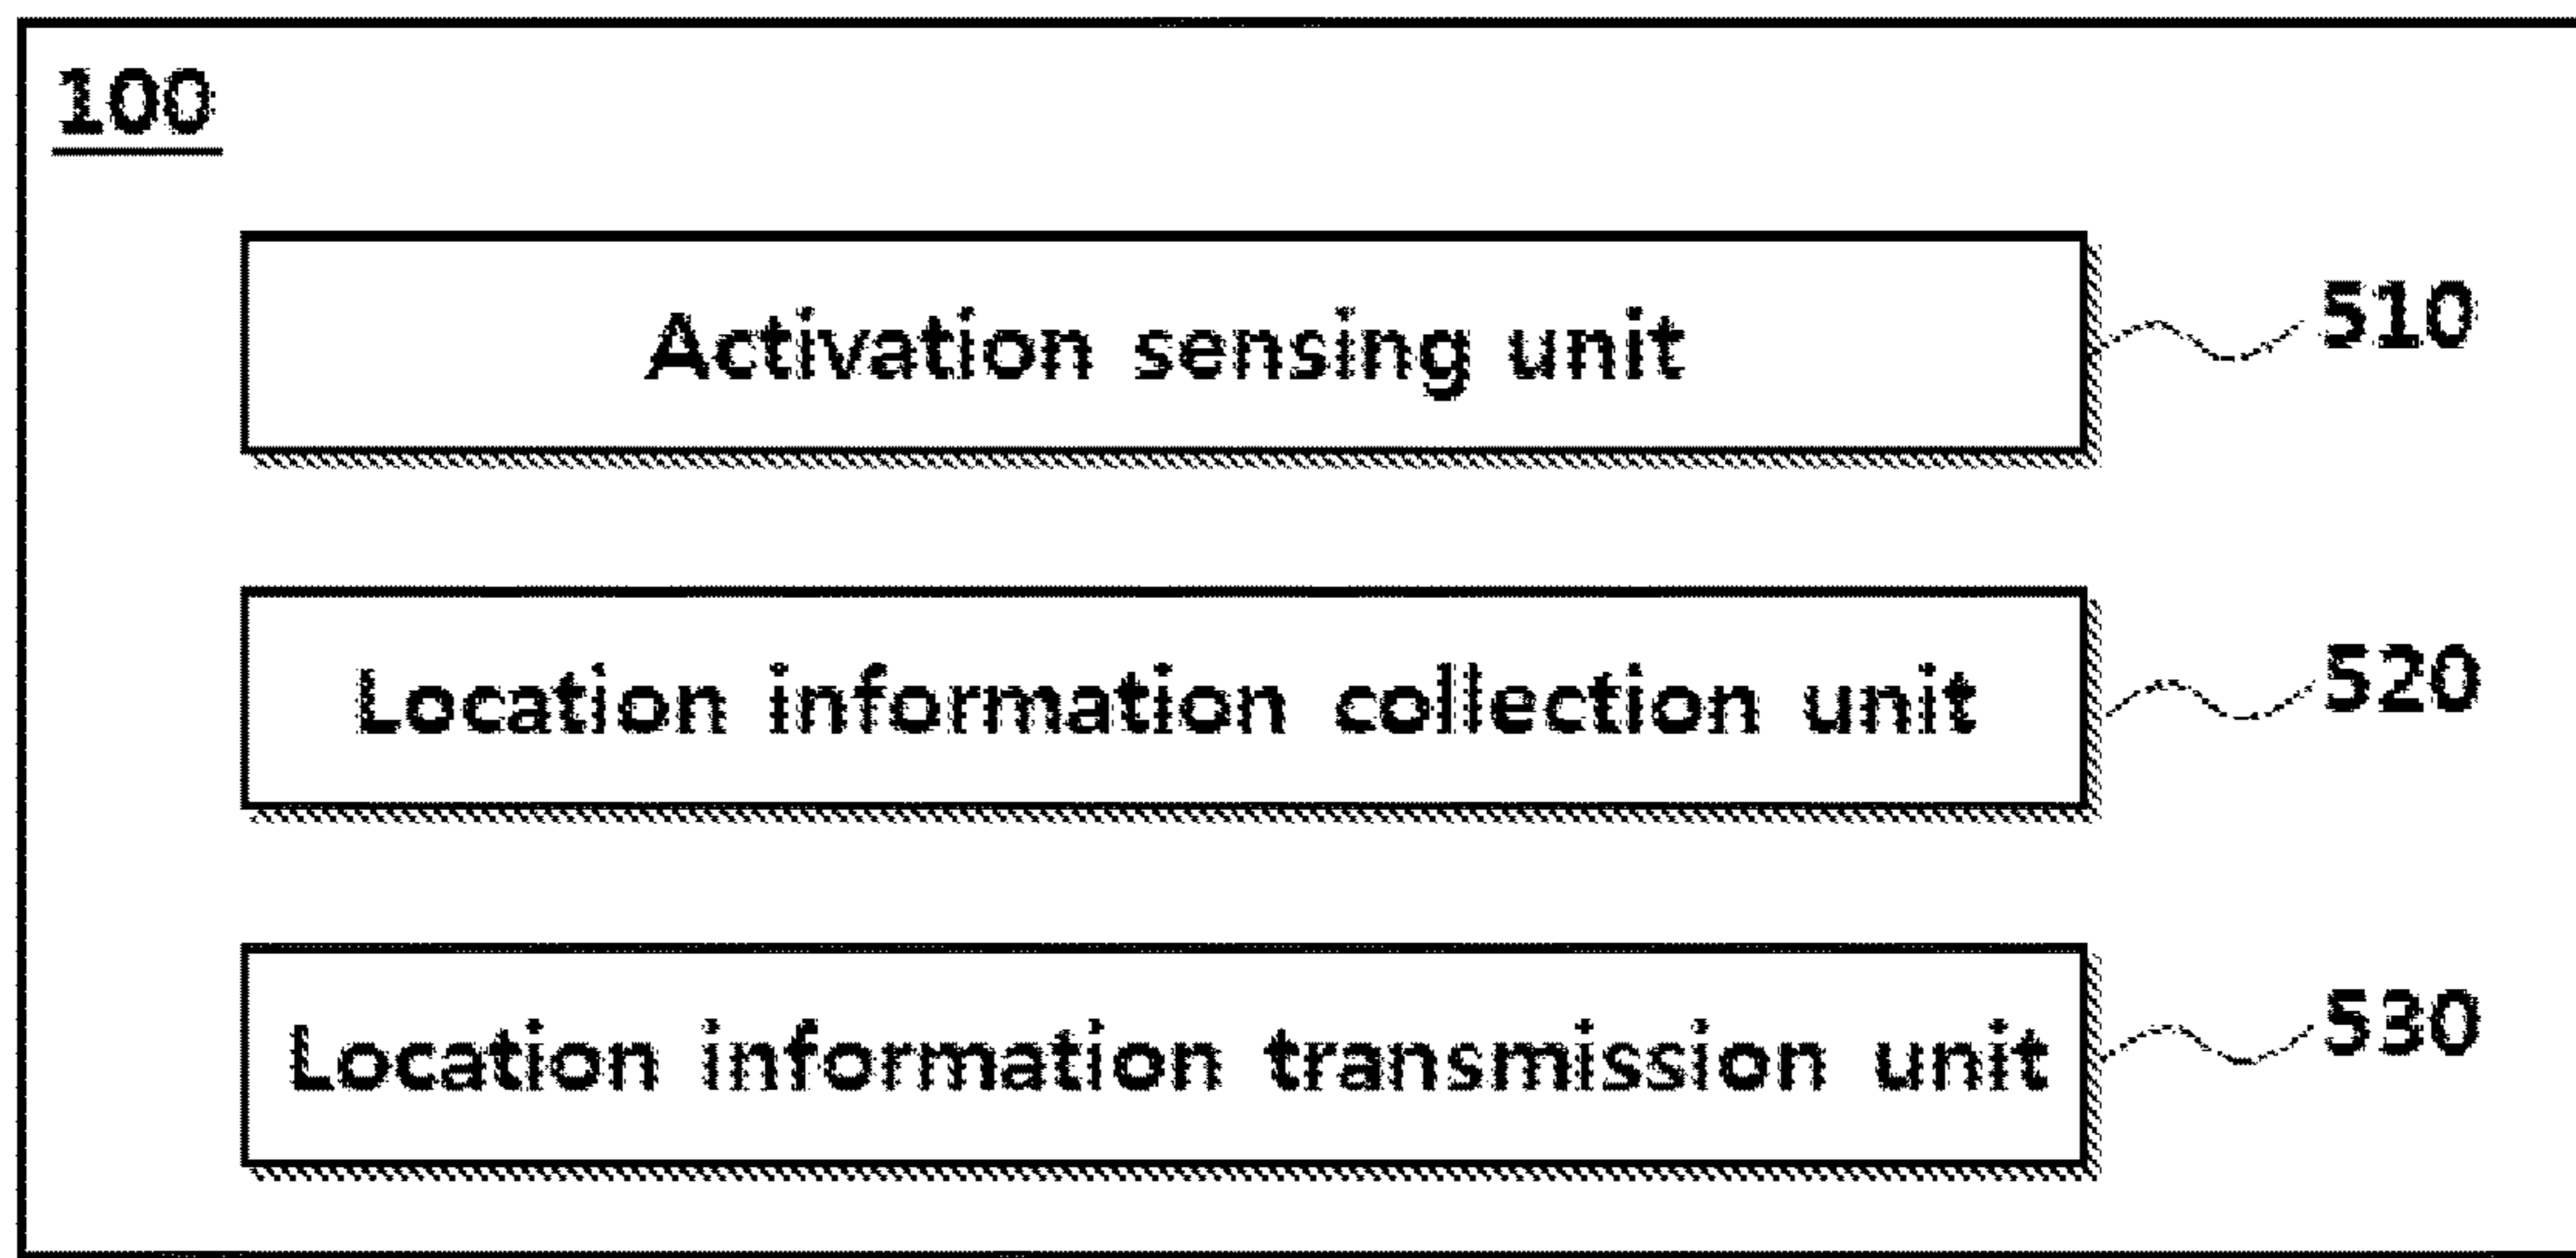 100
Activation sensing unit
510
Location information collection unit
520
Location information transmission unit
530